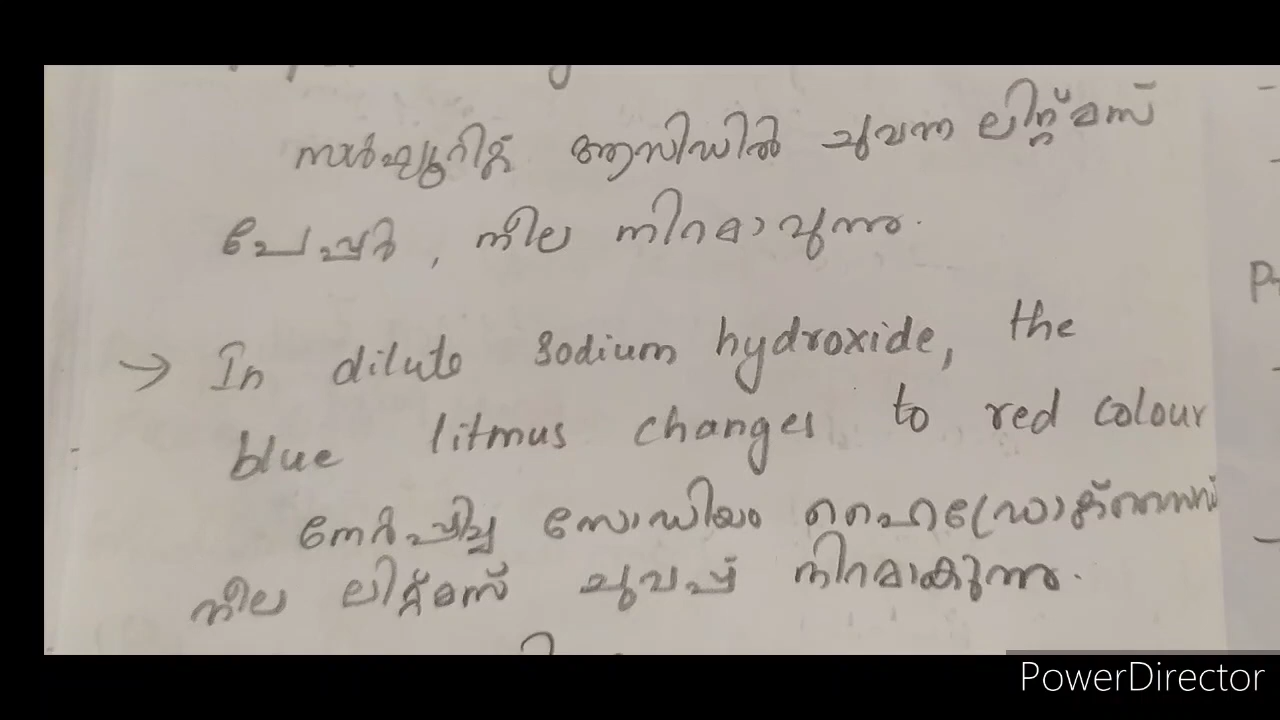 സൾഫ്യൂറിക്ക് ആസിഡിൽ ചുവന്ന ലിറ്റ്മസ്
പേപ്പർ, നീല നിറമാവുന്നു.
→ In dilute sodium hydroxide, the
blue litmus changes to red colour
നേർപ്പിച്ച സോഡിയം ഹൈഡ്രോക്സൈഡ്
നീല ലിറ്റ്മസ് ചുവപ്പ് നിറമാകുന്നു.
PowerDirector